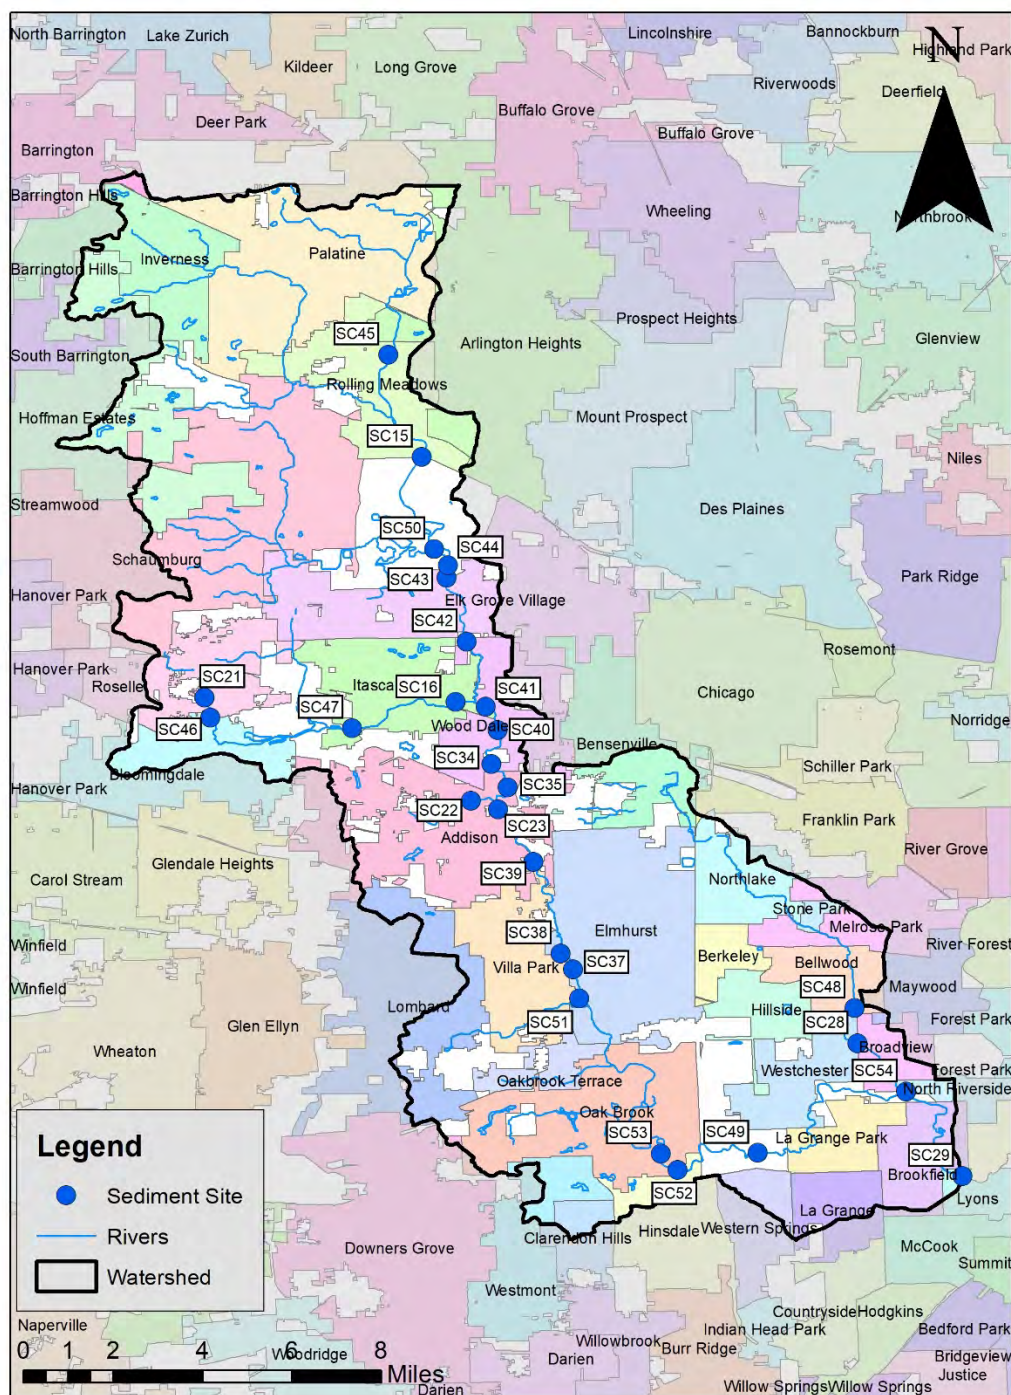 North Barrington
Lake Zurich
Lincolnshire
Bannockburn
N
Highland Park
Kildeer
Long Grove
Riverwoods
Deerfield
Buffalo Grove
Deer Park
Buffalo Grove
Barrington
Barrington Hills
Wheeling
Northbrook
Palatine
Inverness
Barrington Hills
Prospect Heights
SC45
Arlington Heights
Glenview
South Barrington
Rolling Meadows
Hoffman Estates
Mount Prospect
SC15
Niles
Streamwood
Des Plaines
SC50
SC44
Schaumburg
SC43
Park Ridge
Hanover Park
Elk Grove Village
SC42
Rosemont
Hanover Park
SC21
Roselle
Itasca
SC16
SC41
Chicago
SC46
SC47
Wood Dale
SC40
Norridge
Bensenville
SC34
Schiller Park
Bloomingdale
Hanover Park
SC35
SC22
Franklin Park
SC23
Addison
River Grove
Glendale Heights
SC39
Carol Stream
Northlake
Stone Park
Melrose Park
Elmhurst
SC38
River Forest
Winfield
Berkeley
Bellwood
Villa Park
SC37
SC48
Maywood
Winfield
Lombard
Hillside
SC28
Forest Park
Glen Ellyn
SC51
Wheaton
Broadview
Westchester
SC54
Forest Park
Oakbrook Terrace
North Riverside
Oak Brook
SC53
SC49
La Grange Park
SC29
Brookfield
Lyons
SC52
La Grange
Hinsdale
Western Springs
Clarendon Hills
McCook
Downers Grove
Summit
Westmont
Countryside
Hodgkins
Naperville
Willowbrook
Indian Head Park
Bedford Park
Burr Ridge
Woodridge
Darien
Bridgeview
Justice
Darien
Willow Springs
Willow Springs
Legend
Sediment Site
Rivers
Watershed
0 1 2 4 6 8
Miles